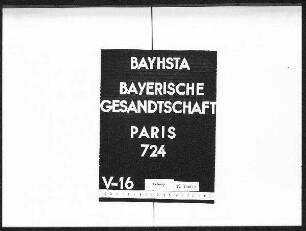 BAYHSTA
BAYERISCHE
GESANDTSCHAFT
PARIS
724
V-16